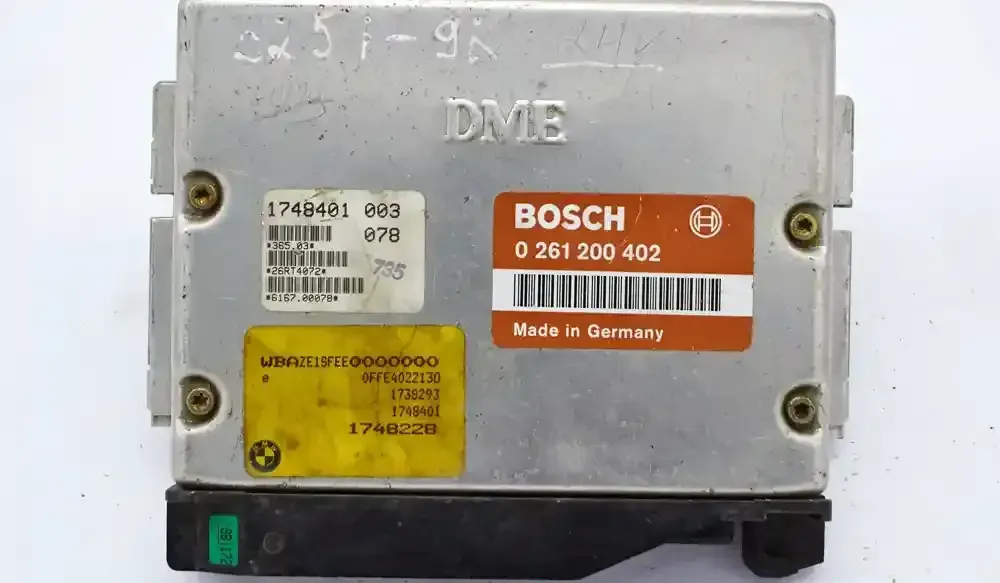 DME
1748401 003
078
*365.03*
*26RT4072*
735
*6167.00078*
BOSCH
0 261 200 402
Made in Germany
WBAZE19FEE0000000
e 0FFE4022130
1738293
1748401
1748228
BMW